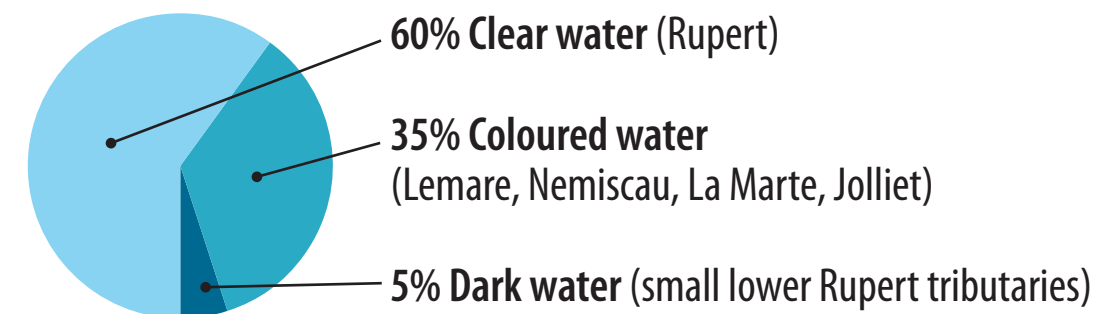 60% Clear water (Rupert)
35% Coloured water
(Lemare, Nemiscau, La Marte, Jolliet)
5% Dark water (small lower Rupert tributaries)